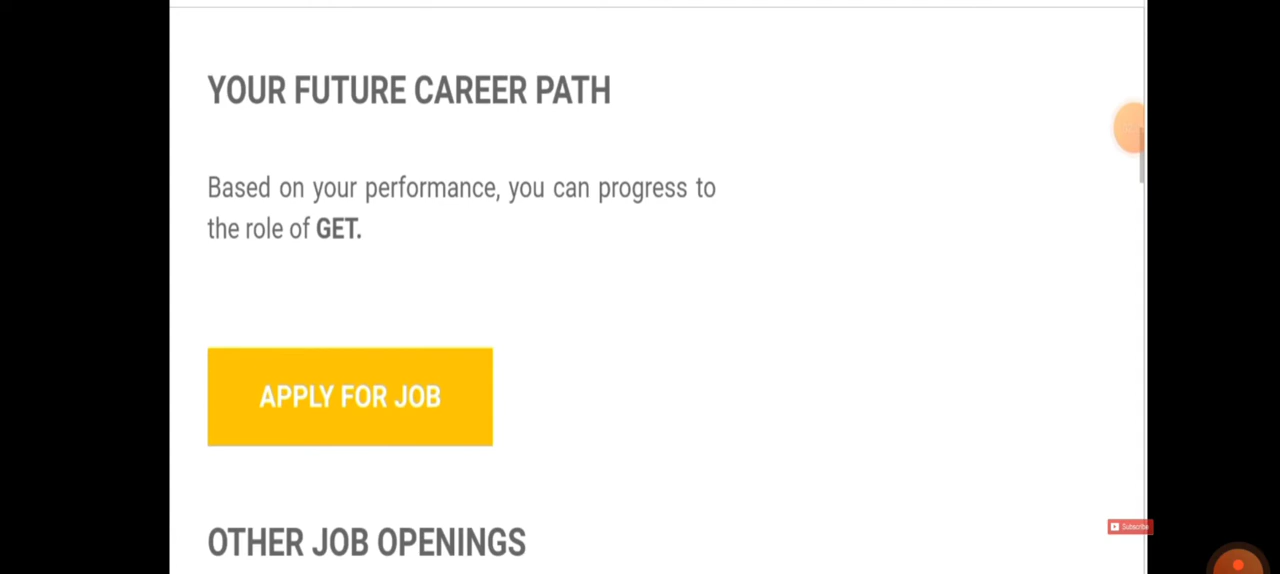 YOUR FUTURE CAREER PATH
Based on your performance, you can progress to
the role of GET.
APPLY FOR JOB
Subscribe
OTHER JOB OPENINGS